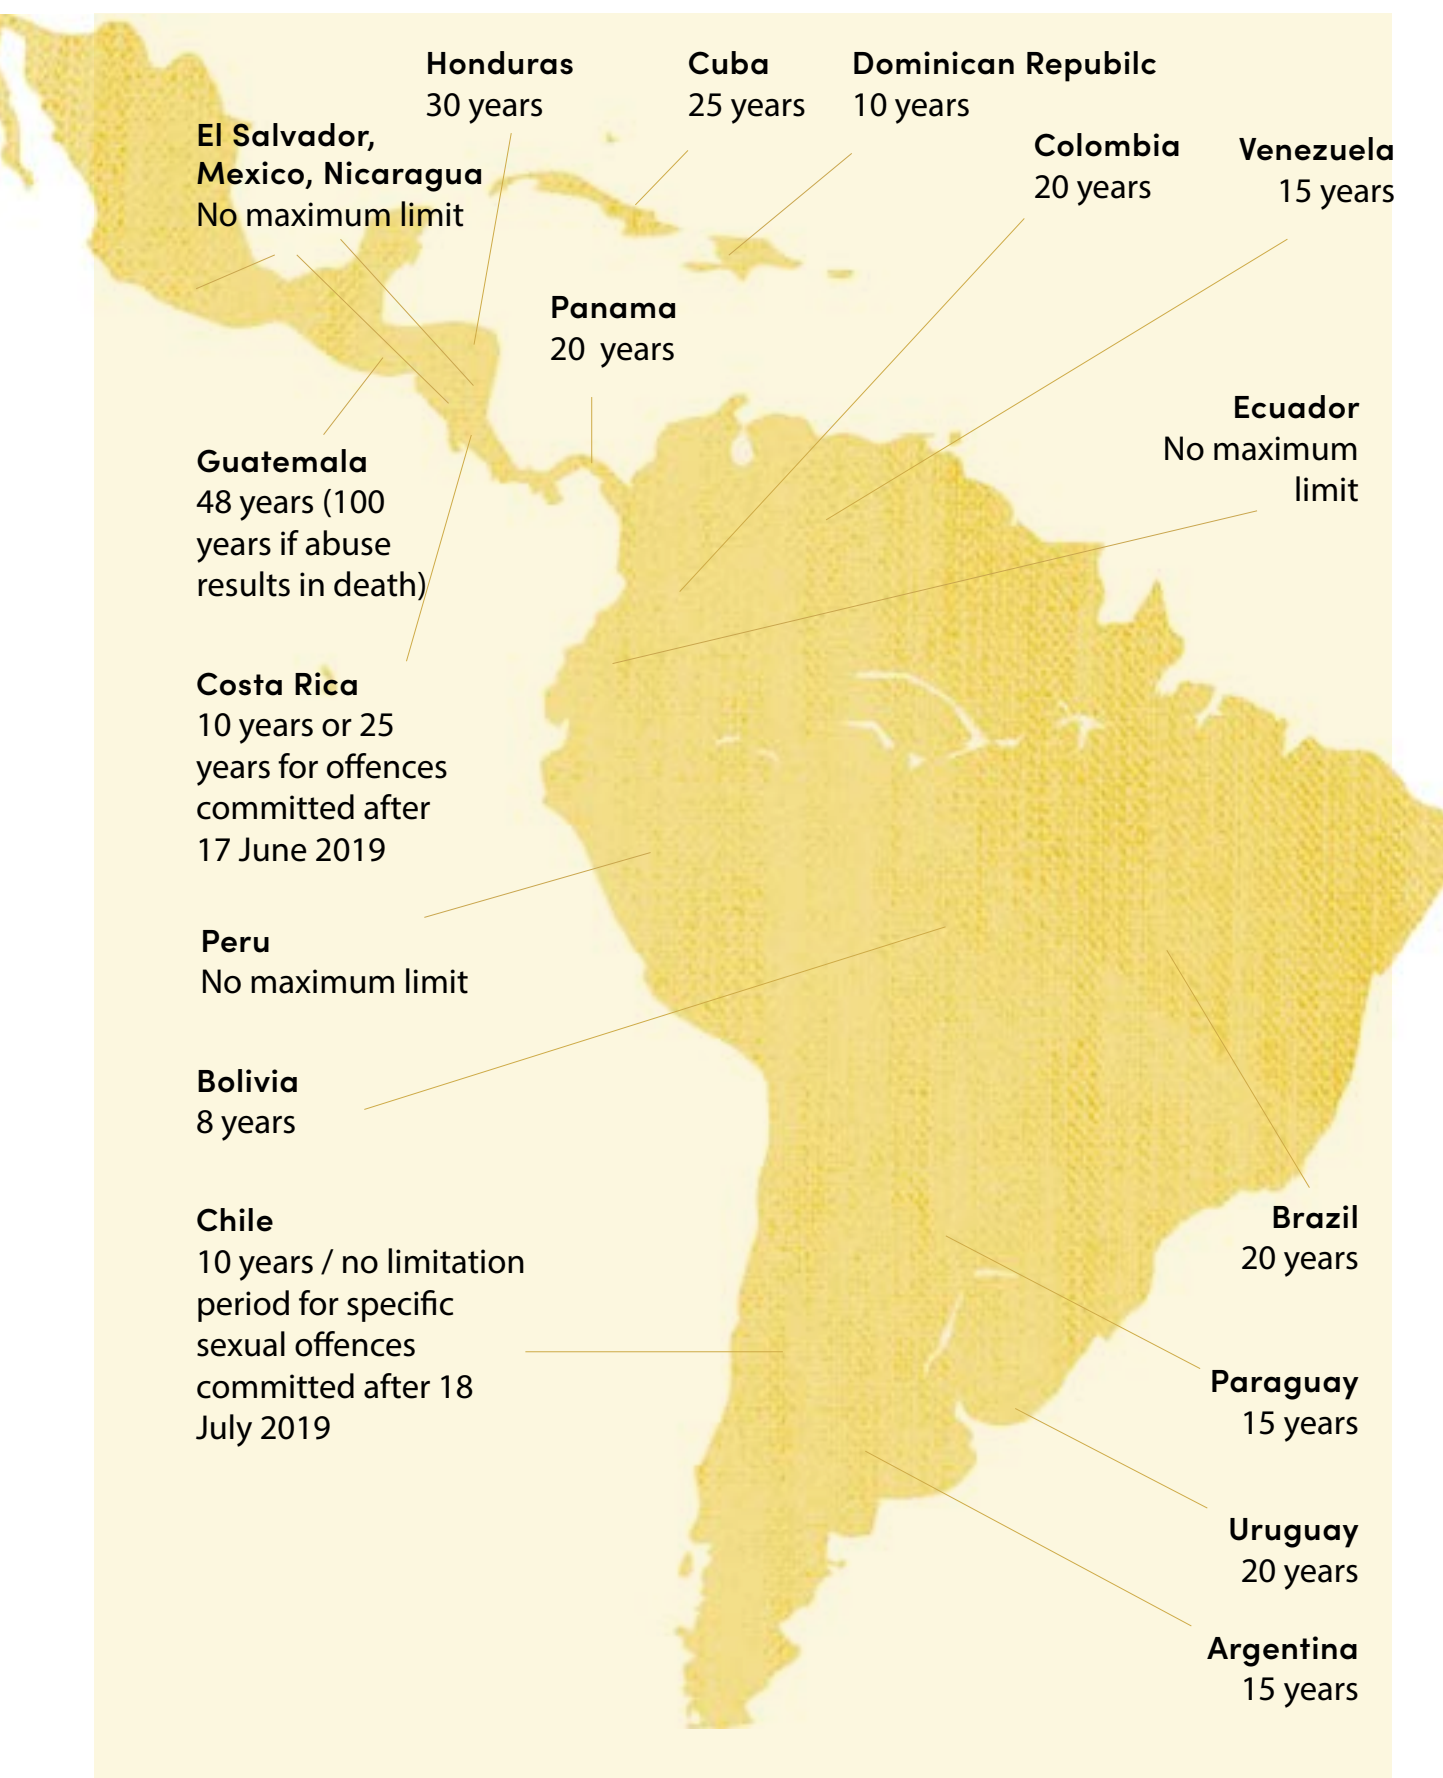 Honduras
30 years
Cuba
25 years
Dominican Repubilc
10 years
El Salvador,
Mexico, Nicaragua
No maximum limit
Colombia
20 years
Venezuela
15 years
Panama
20 years
Ecuador
No maximum
limit
Guatemala
48 years (100
years if abuse
results in death)
Costa Rica
10 years or 25
years for offences
committed after
17 June 2019
Peru
No maximum limit
Bolivia
8 years
Chile
10 years / no limitation
period for specific
sexual offences
committed after 18
July 2019
Brazil
20 years
Paraguay
15 years
Uruguay
20 years
Argentina
15 years